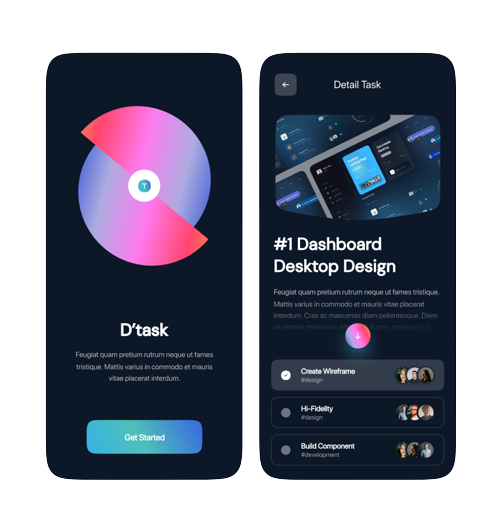 T
D'task
Feugiat quam pretium rutrum neque ut fames
tristique. Mattis varius in commodo et mauris
vitae placerat interdum.
Get Started
Detail Task
#1 Dashboard
Desktop Design
Feugiat quam pretium rutrum neque ut fames tristique.
Mattis varius in commodo et mauris vitae placerat
interdum. Cras ac maecenas diam pellentesque. Diam
Create Wireframe
#design
Hi-Fidelity
#design
Build Component
#development